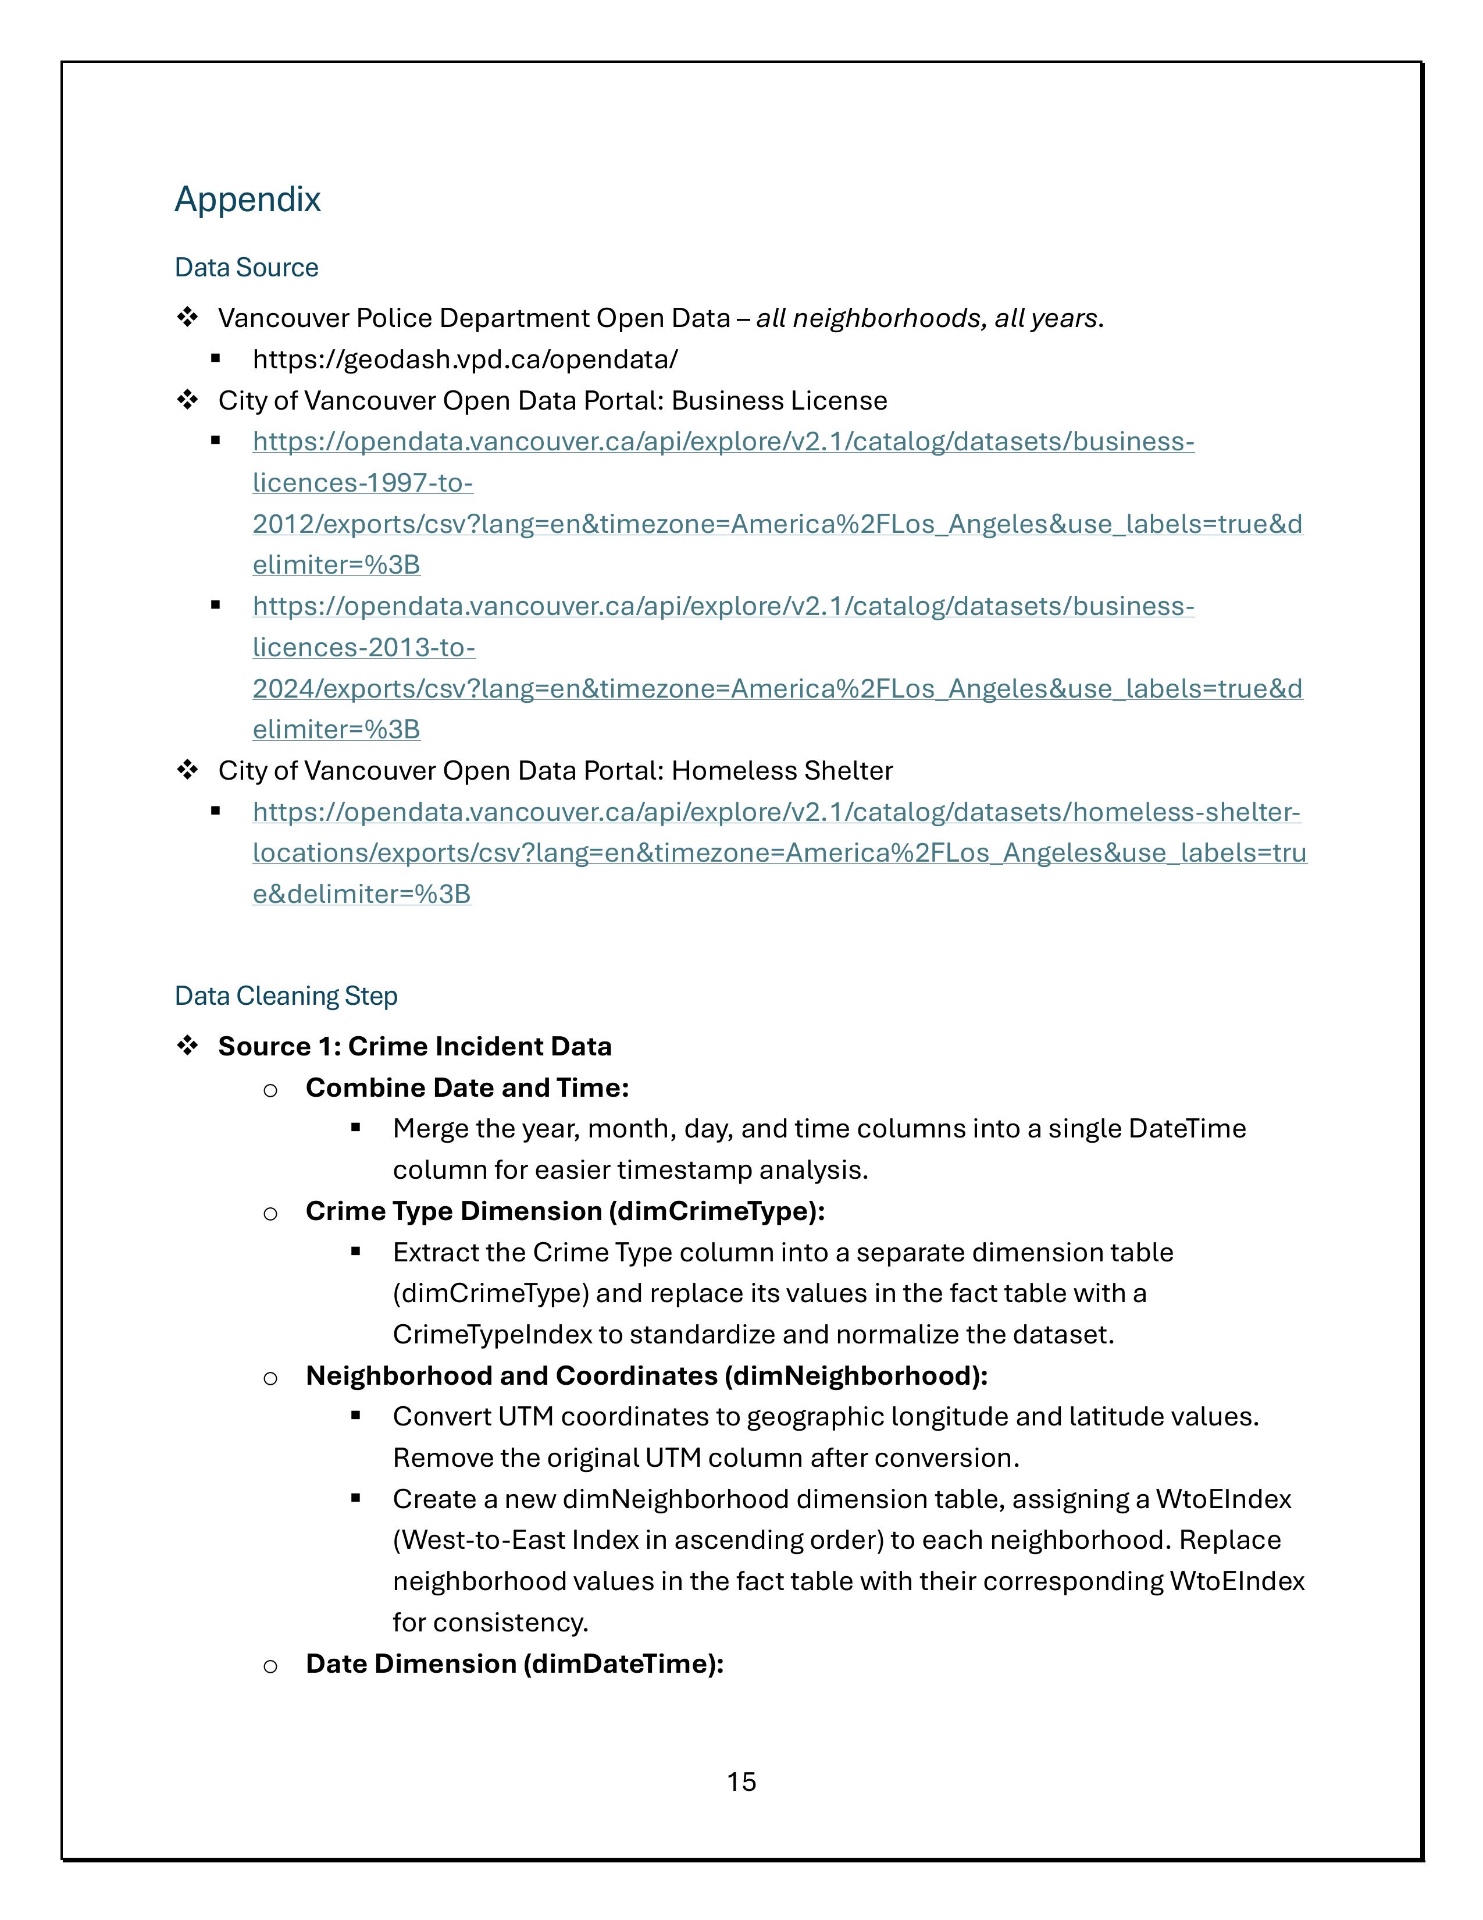 Appendix
Data Source
❖ Vancouver Police Department Open Data – all neighborhoods, all years.
▪ https://geodash.vpd.ca/opendata/
❖ City of Vancouver Open Data Portal: Business License
▪ https://opendata.vancouver.ca/api/explore/v2.1/catalog/datasets/business-
licences-1997-to-
2012/exports/csv?lang=en&timezone=America%2FLos_Angeles&use_labels=true&d
elimiter=%3B
▪ https://opendata.vancouver.ca/api/explore/v2.1/catalog/datasets/business-
licences-2013-to-
2024/exports/csv?lang=en&timezone=America%2FLos_Angeles&use_labels=true&d
elimiter=%3B
❖ City of Vancouver Open Data Portal: Homeless Shelter
▪ https://opendata.vancouver.ca/api/explore/v2.1/catalog/datasets/homeless-shelter-
locations/exports/csv?lang=en&timezone=America%2FLos_Angeles&use_labels=tru
e&delimiter=%3B
Data Cleaning Step
❖ Source 1: Crime Incident Data
o Combine Date and Time:
▪ Merge the year, month, day, and time columns into a single DateTime
column for easier timestamp analysis.
o Crime Type Dimension (dimCrimeType):
▪ Extract the Crime Type column into a separate dimension table
(dimCrimeType) and replace its values in the fact table with a
CrimeTypeIndex to standardize and normalize the dataset.
o Neighborhood and Coordinates (dimNeighborhood):
▪ Convert UTM coordinates to geographic longitude and latitude values.
Remove the original UTM column after conversion.
▪ Create a new dimNeighborhood dimension table, assigning a WtoEIndex
(West-to-East Index in ascending order) to each neighborhood. Replace
neighborhood values in the fact table with their corresponding WtoEIndex
for consistency.
o Date Dimension (dimDateTime):
15